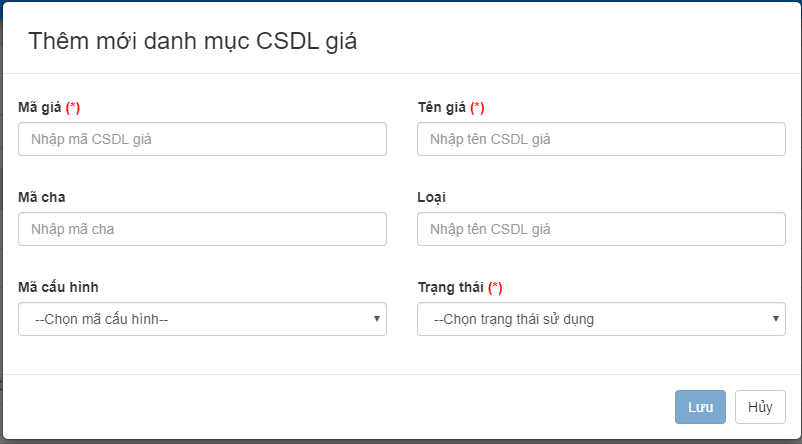 Thêm mới danh mục CSDL giá
Mã giá (*)
Tên giá (*)
Nhập mã CSDL giá
Nhập tên CSDL giá
Mã cha
Loại
Nhập mã cha
Nhập tên CSDL giá
Mã cấu hình
Trạng thái (*)
--Chọn mã cấu hình--
--Chọn trạng thái sử dụng
Lưu
Hủy